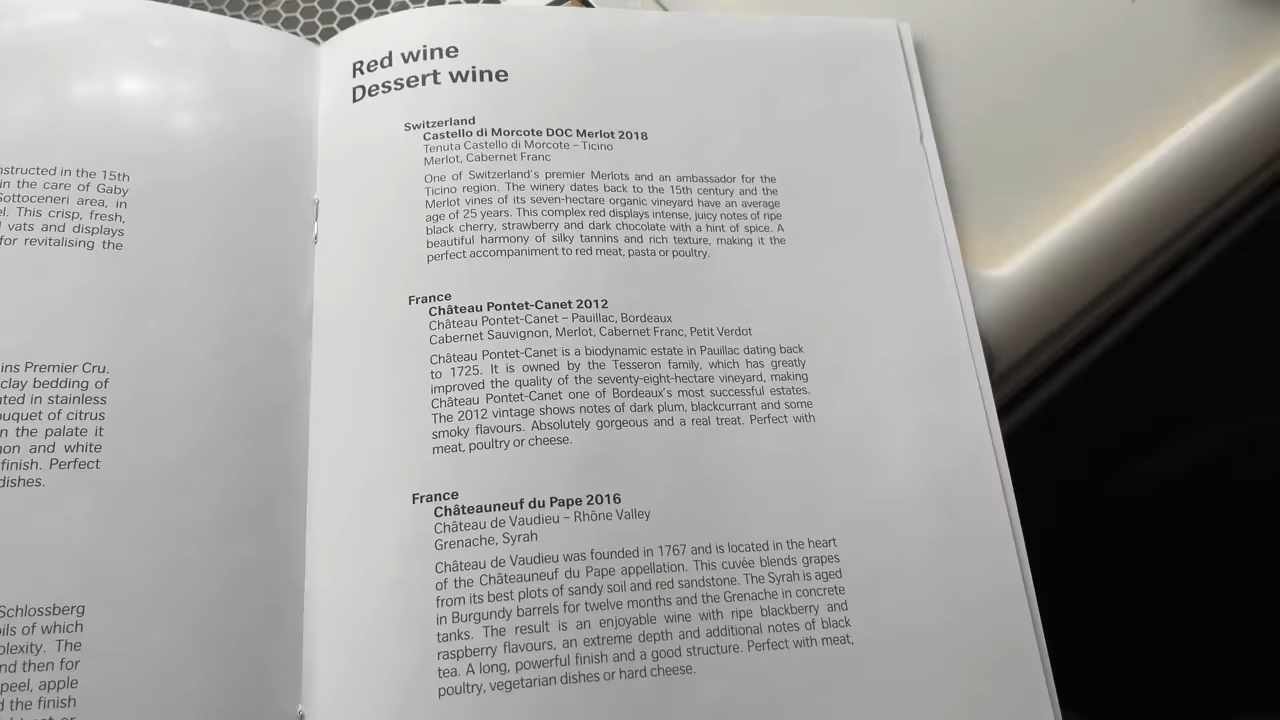 nstructed in the 15th
in the care of Gaby
Sottoceneri area, in
el. This crisp, fresh,
vats and displays
for revitalising the
ins Premier Cru.
clay bedding of
nted in stainless
ouquet of citrus
n the palate it
non and white
finish. Perfect
dishes.
Schlossberg
oils of which
plexity. The
nd then for
peel, apple
d the finish
Red wine
Dessert wine
Switzerland
Castello di Morcote DOC Merlot 2018
Tenuta Castello di Morcote – Ticino
Merlot, Cabernet Franc
One of Switzerland's premier Merlots and an ambassador for the
Ticino region. The winery dates back to the 15th century and the
Merlot vines of its seven-hectare organic vineyard have an average
age of 25 years. This complex red displays intense, juicy notes of ripe
black cherry, strawberry and dark chocolate with a hint of spice. A
beautiful harmony of silky tannins and rich texture, making it the
perfect accompaniment to red meat, pasta or poultry.
France
Château Pontet-Canet 2012
Château Pontet-Canet – Pauillac, Bordeaux
Cabernet Sauvignon, Merlot, Cabernet Franc, Petit Verdot
Château Pontet-Canet is a biodynamic estate in Pauillac dating back
to 1725. It is owned by the Tesseron family, which has greatly
improved the quality of the seventy-eight-hectare vineyard, making
Château Pontet-Canet one of Bordeaux's most successful estates.
The 2012 vintage shows notes of dark plum, blackcurrant and some
smoky flavours. Absolutely gorgeous and a real treat. Perfect with
meat, poultry or cheese.
France
Châteauneuf du Pape 2016
Château de Vaudieu – Rhône Valley
Grenache, Syrah
Château de Vaudieu was founded in 1767 and is located in the heart
of the Châteauneuf du Pape appellation. This cuvée blends grapes
from its best plots of sandy soil and red sandstone. The Syrah is aged
in Burgundy barrels for twelve months and the Grenache in concrete
tanks. The result is an enjoyable wine with ripe blackberry and
raspberry flavours, an extreme depth and additional notes of black
tea. A long, powerful finish and a good structure. Perfect with meat,
poultry, vegetarian dishes or hard cheese.